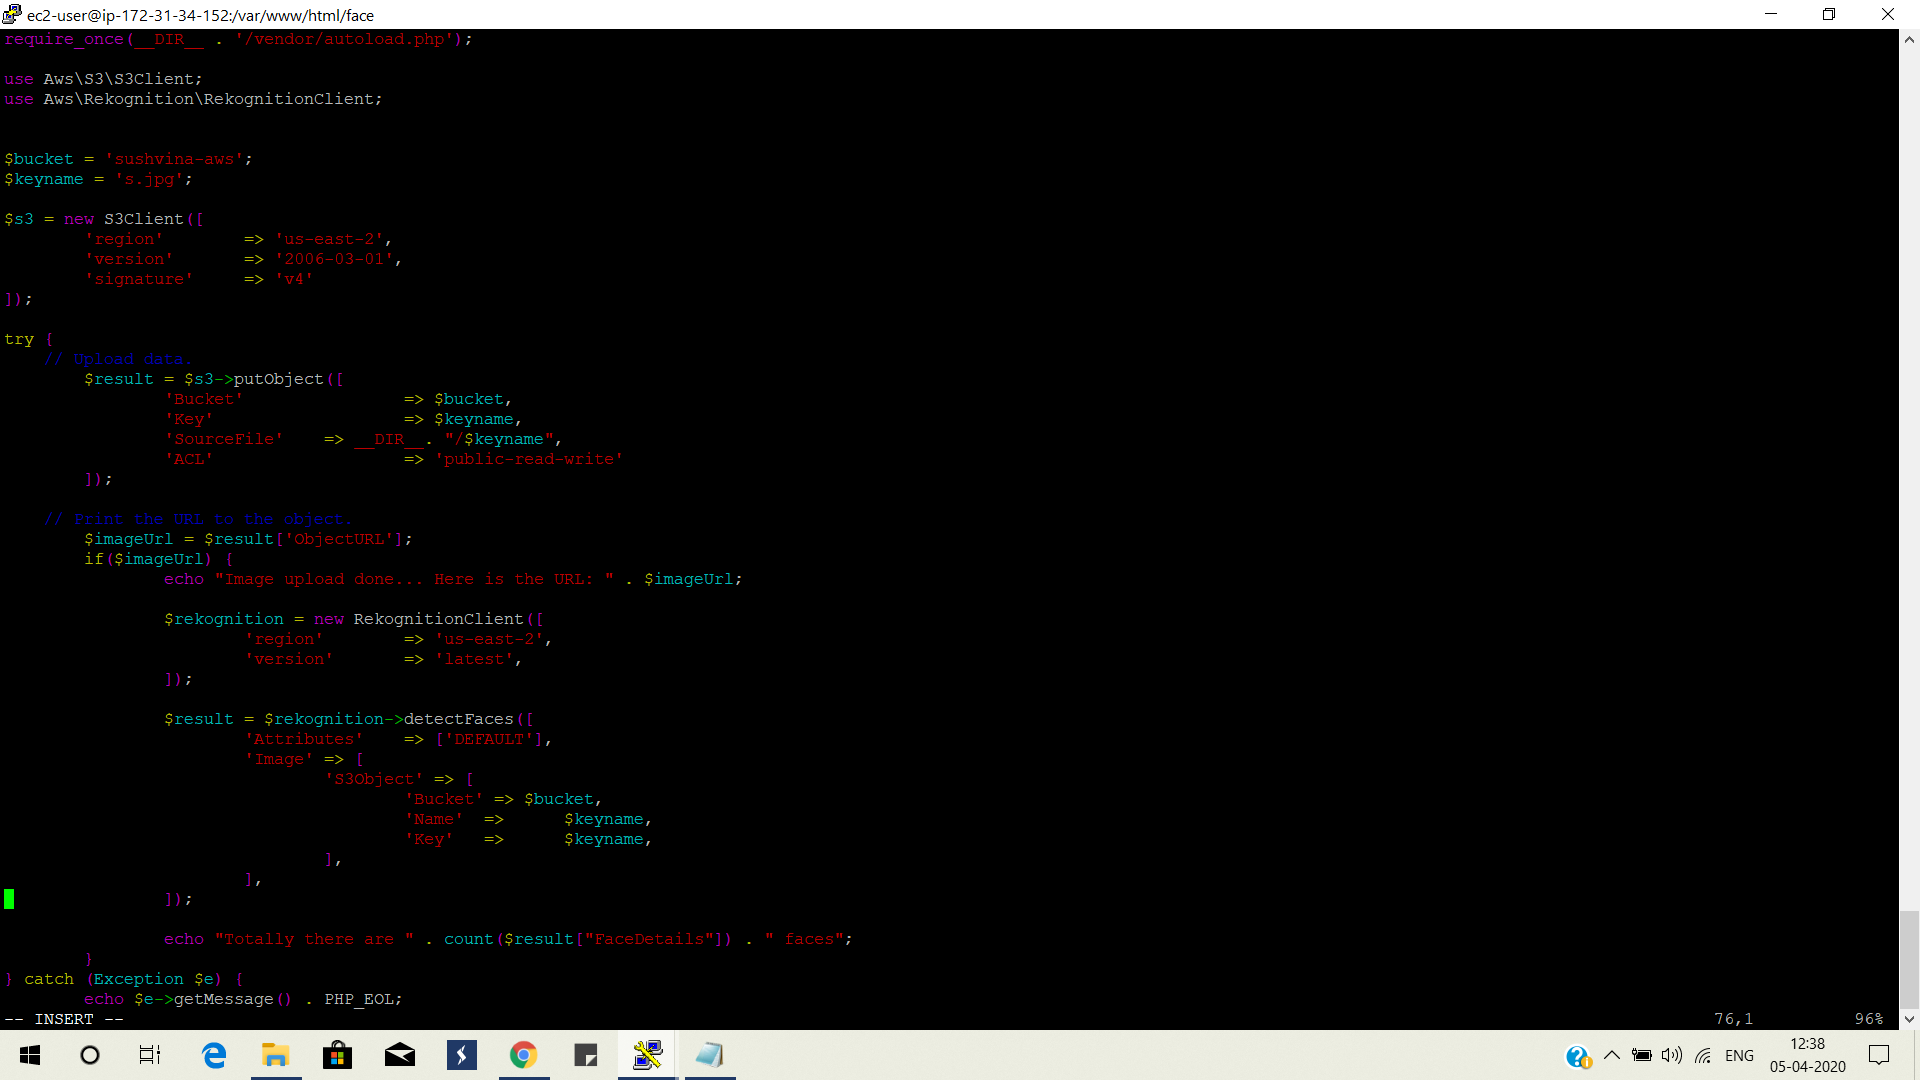 ec2-user@ip-172-31-34-152:/var/www/html/face
require_once(__DIR__ . '/vendor/autoload.php');
use Aws\S3\S3Client;
use Aws\Rekognition\RekognitionClient;
$bucket = 'sushvina-aws';
$keyname = 's.jpg';
$s3 = new S3Client([
'region' => 'us-east-2',
'version' => '2006-03-01',
'signature' => 'v4'
]);
try {
// Upload data.
$result = $s3->putObject([
'Bucket' => $bucket,
'Key' => $keyname,
'SourceFile' => __DIR__. "/$keyname",
'ACL' => 'public-read-write'
]);
// Print the URL to the object.
$imageUrl = $result['ObjectURL'];
if($imageUrl) {
echo "Image upload done... Here is the URL: " . $imageUrl;
$rekognition = new RekognitionClient([
'region' => 'us-east-2',
'version' => 'latest',
]);
$result = $rekognition->detectFaces([
'Attributes' => ['DEFAULT'],
'Image' => [
'S3Object' => [
'Bucket' => $bucket,
'Name' => $keyname,
'Key' => $keyname,
],
],
]);
echo "Totally there are " . count($result["FaceDetails"]) . " faces";
}
} catch (Exception $e) {
echo $e->getMessage() . PHP_EOL;
-- INSERT -- 76,1 96%
ENG 12:38
05-04-2020